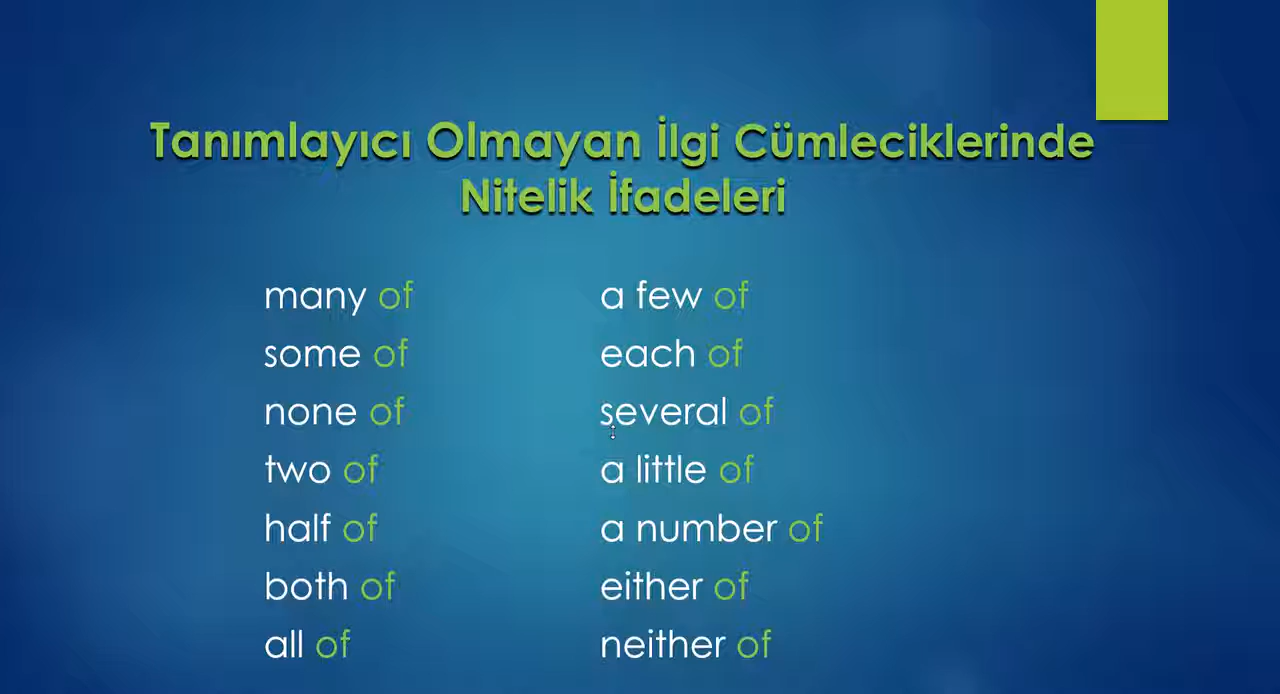 Tanımlayıcı Olmayan İlgi Cümleciklerinde
Nitelik İfadeleri
many of
some of
none of
two of
half of
both of
all of
a few of
each of
several of
a little of
a number of
either of
neither of